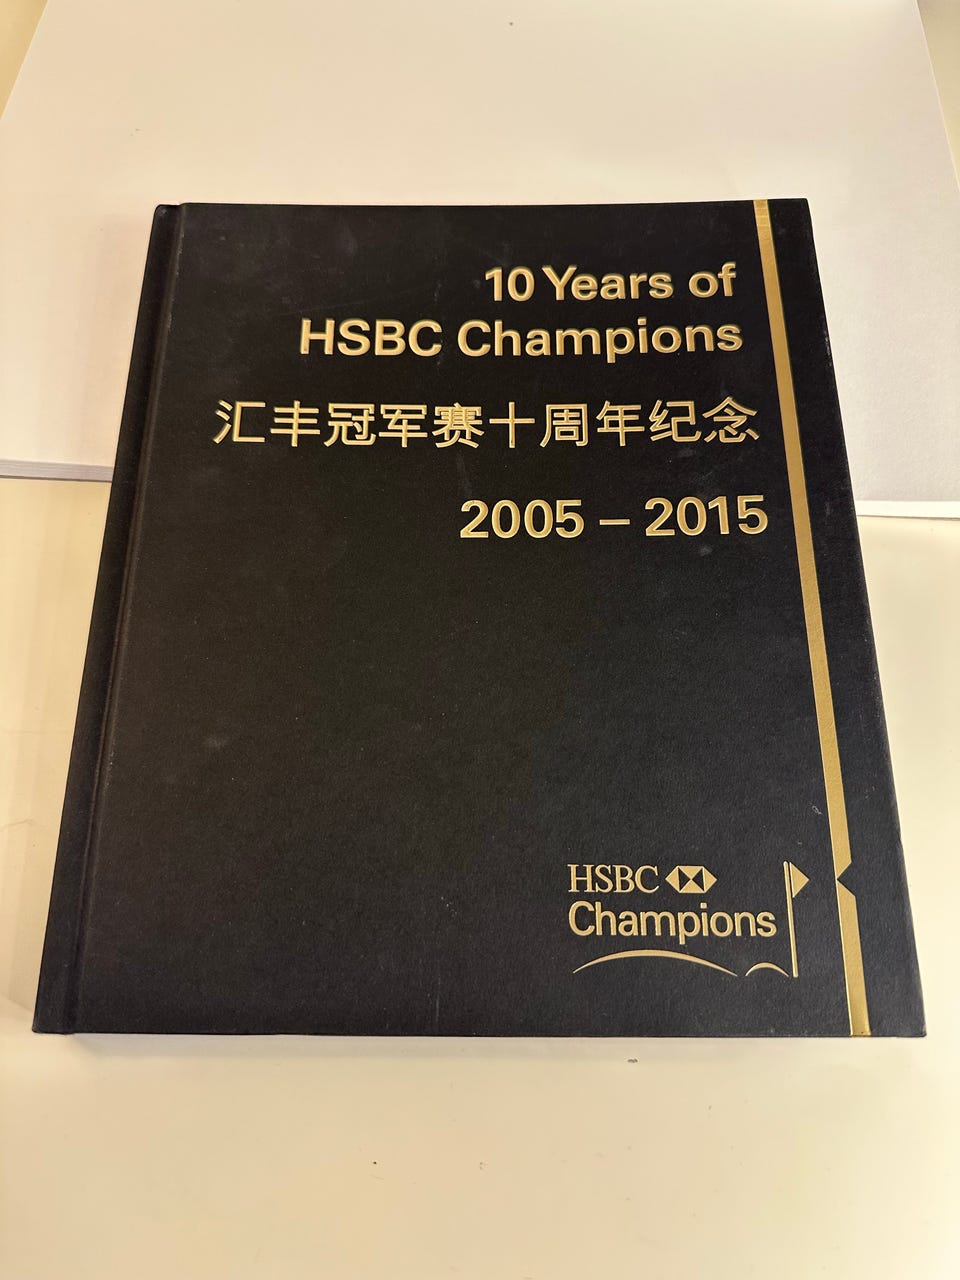 10 Years of
HSBC Champions
汇丰冠军赛十周年纪念
2005 – 2015
HSBC
Champions